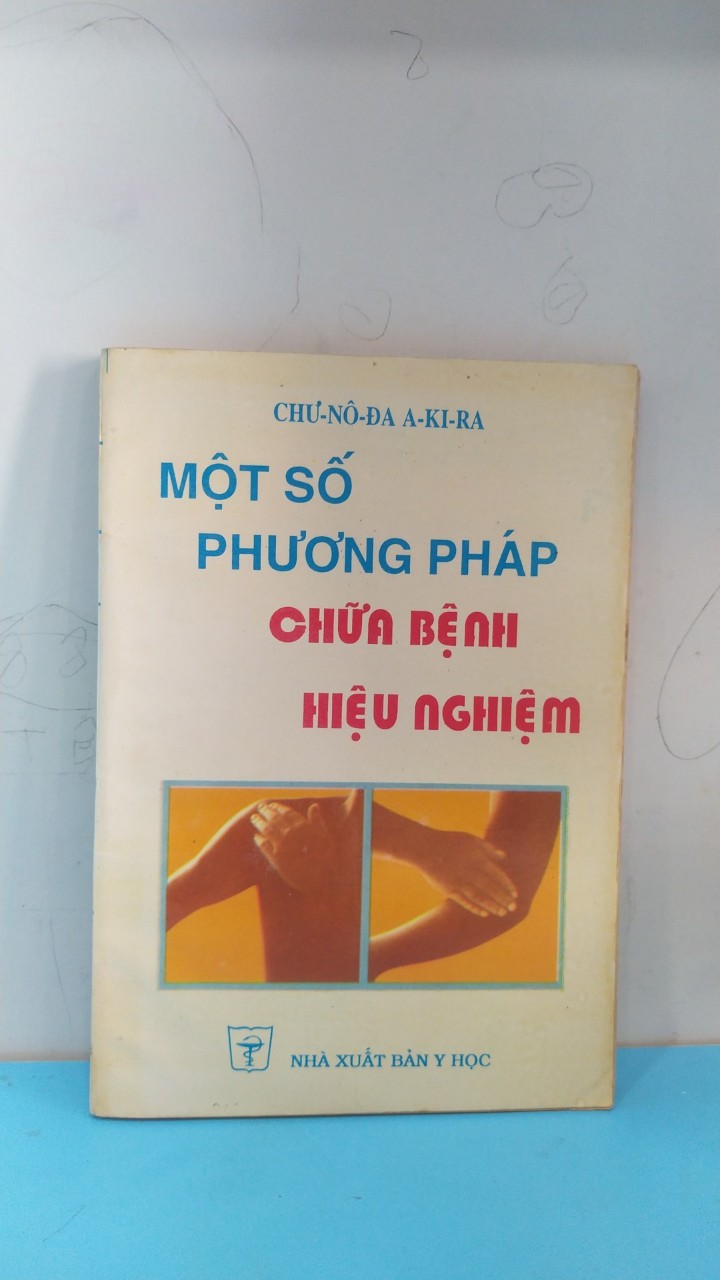 CHƯ-NÔ-ĐA A-KI-RA
MỘT SỐ
PHƯƠNG PHÁP
CHỮA BỆNH
HIỆU NGHIỆM
NHÀ XUẤT BẢN Y HỌC